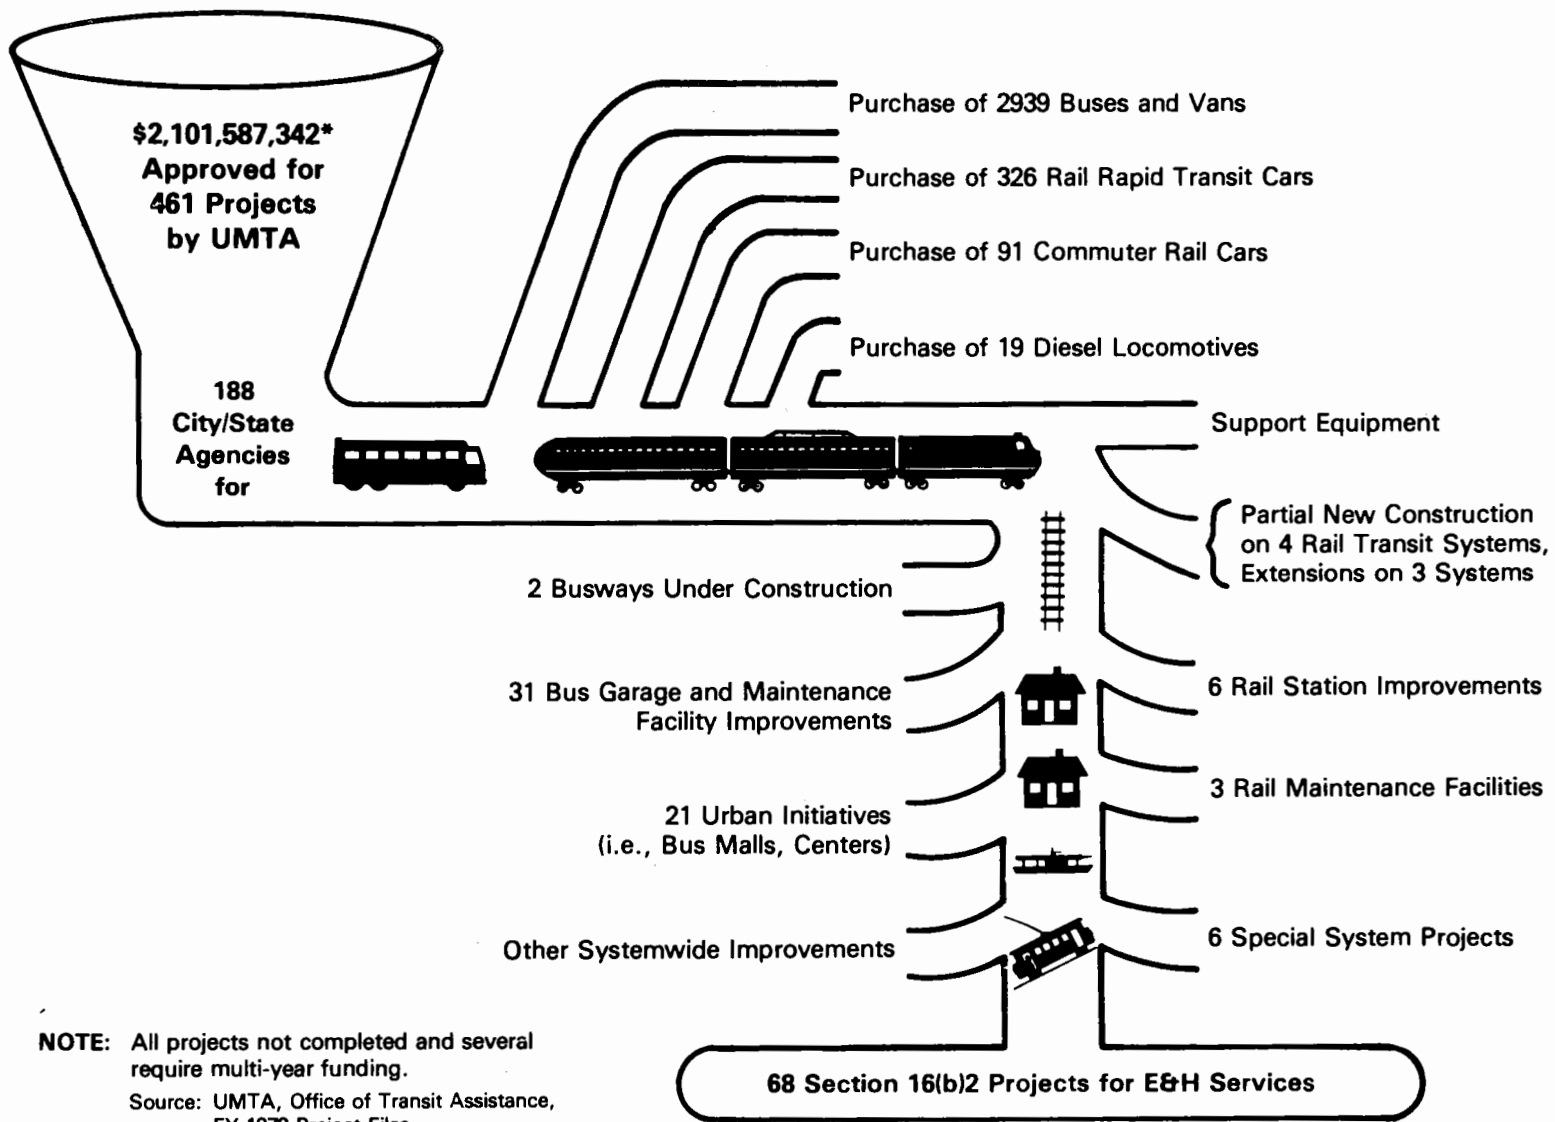 $2,101,587,342*
Approved for
461 Projects
by UMTA
188
City/State
Agencies
for
Purchase of 2939 Buses and Vans
Purchase of 326 Rail Rapid Transit Cars
Purchase of 91 Commuter Rail Cars
Purchase of 19 Diesel Locomotives
Support Equipment
Partial New Construction
on 4 Rail Transit Systems,
Extensions on 3 Systems
2 Busways Under Construction
31 Bus Garage and Maintenance
Facility Improvements
6 Rail Station Improvements
3 Rail Maintenance Facilities
21 Urban Initiatives
(i.e., Bus Malls, Centers)
Other Systemwide Improvements
6 Special System Projects
68 Section 16(b)2 Projects for E&H Services
NOTE: All projects not completed and several
require multi-year funding.
Source: UMTA, Office of Transit Assistance,